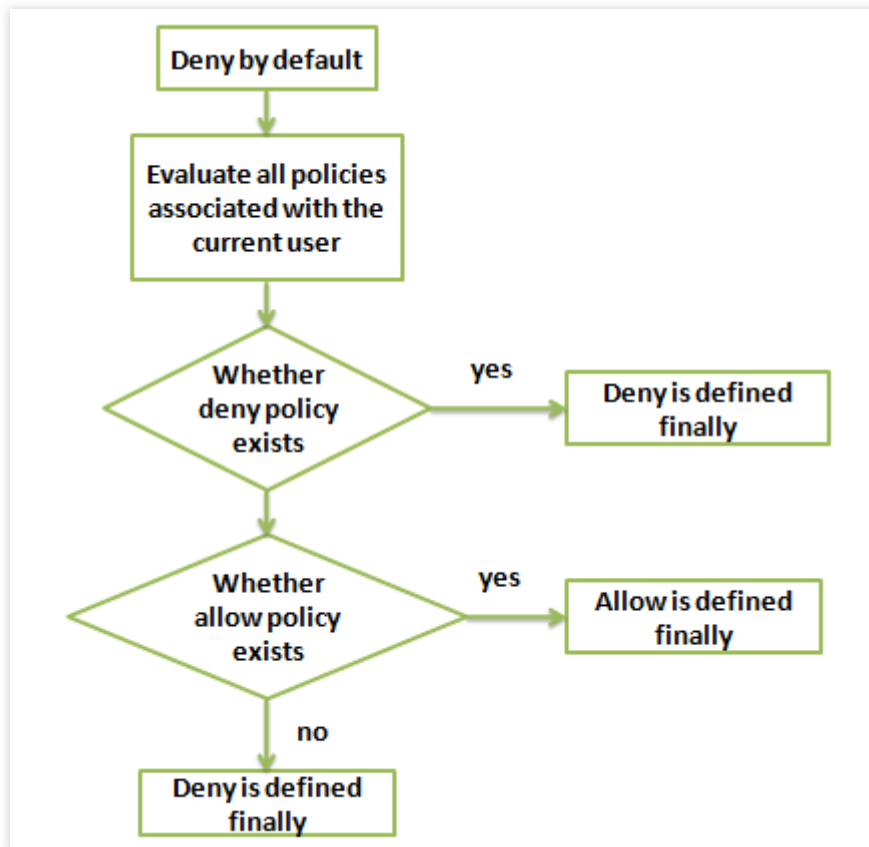 Deny by default
Evaluate all policies
associated with the
current user
Whether
deny policy
exists
yes
Deny is defined
finally
Whether
allow policy
exists
yes
Allow is defined
finally
no
Deny is defined
finally